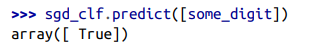 >>> sgd_clf.predict([some_digit])
array([ True])